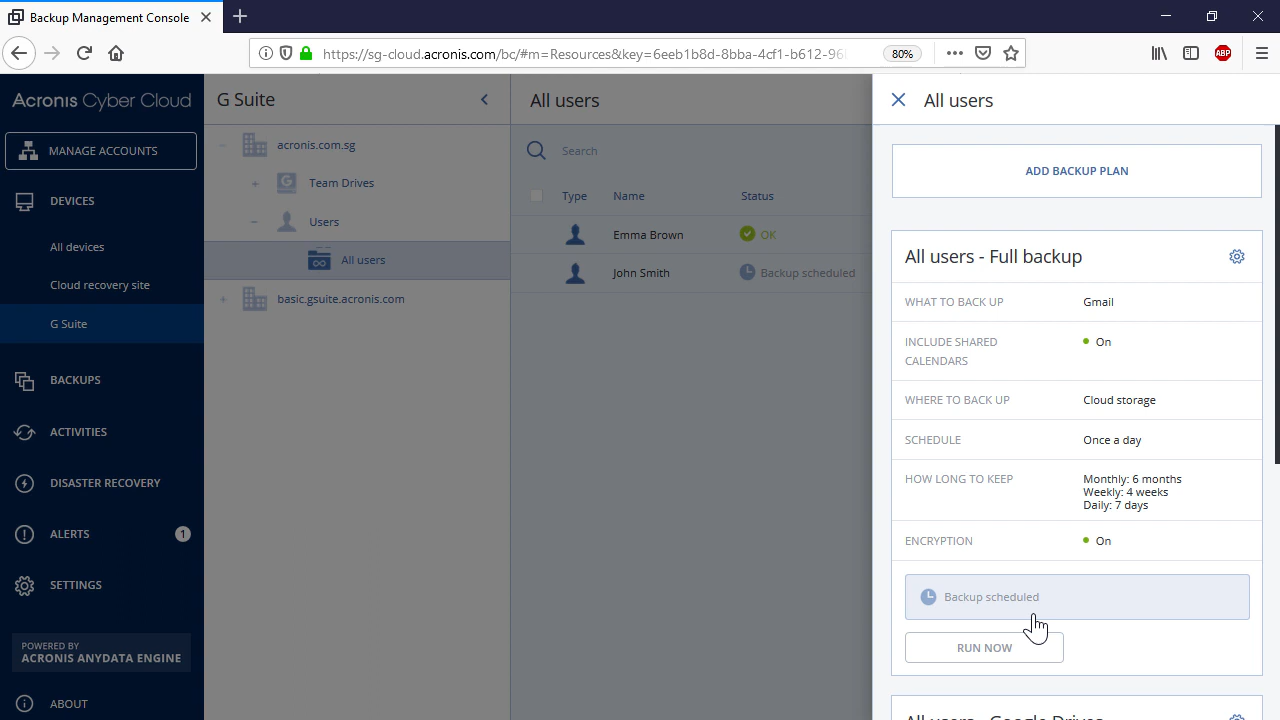 Backup Management Console
https://sg-cloud.acronis.com/bc/#m=Resources&key=6eeb1b8d-8bba-4cf1-b612-96
80%
ABP
Acronis Cyber Cloud
MANAGE ACCOUNTS
DEVICES
All devices
Cloud recovery site
G Suite
BACKUPS
ACTIVITIES
DISASTER RECOVERY
ALERTS
1
SETTINGS
POWERED BY
ACRONIS ANYDATA ENGINE
ABOUT
G Suite
acronis.com.sg
Team Drives
Users
All users
basic.gsuite.acronis.com
All users
Search
Type Name Status
Emma Brown OK
John Smith Backup scheduled
All users
ADD BACKUP PLAN
All users - Full backup
WHAT TO BACK UP Gmail
INCLUDE SHARED
CALENDARS
On
WHERE TO BACK UP Cloud storage
SCHEDULE Once a day
HOW LONG TO KEEP Monthly: 6 months
Weekly: 4 weeks
Daily: 7 days
ENCRYPTION On
Backup scheduled
RUN NOW
All users - Google Drives